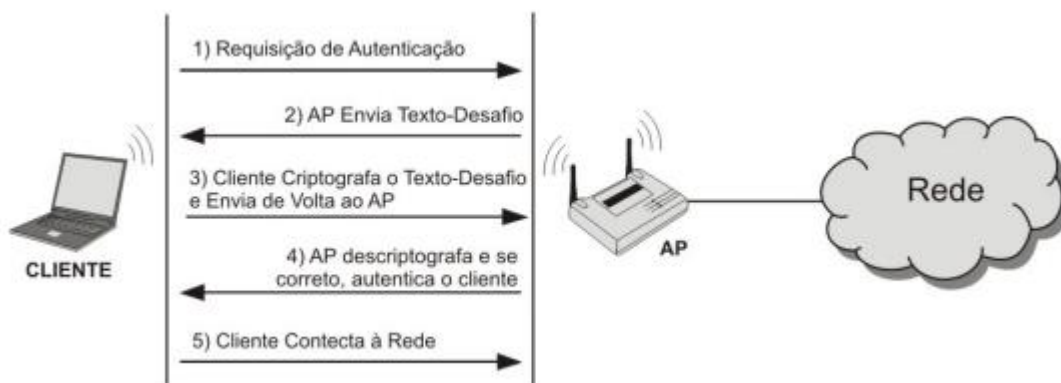 1) Requisição de Autenticação
2) AP Envia Texto-Desafio
3) Cliente Criptografa o Texto-Desafio
e Envia de Volta ao AP
4) AP descriptografa e se
correto, autentica o cliente
5) Cliente Contecta à Rede
CLIENTE
AP
Rede